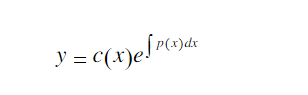 y = c(x)e^{∫ p(x)dx}